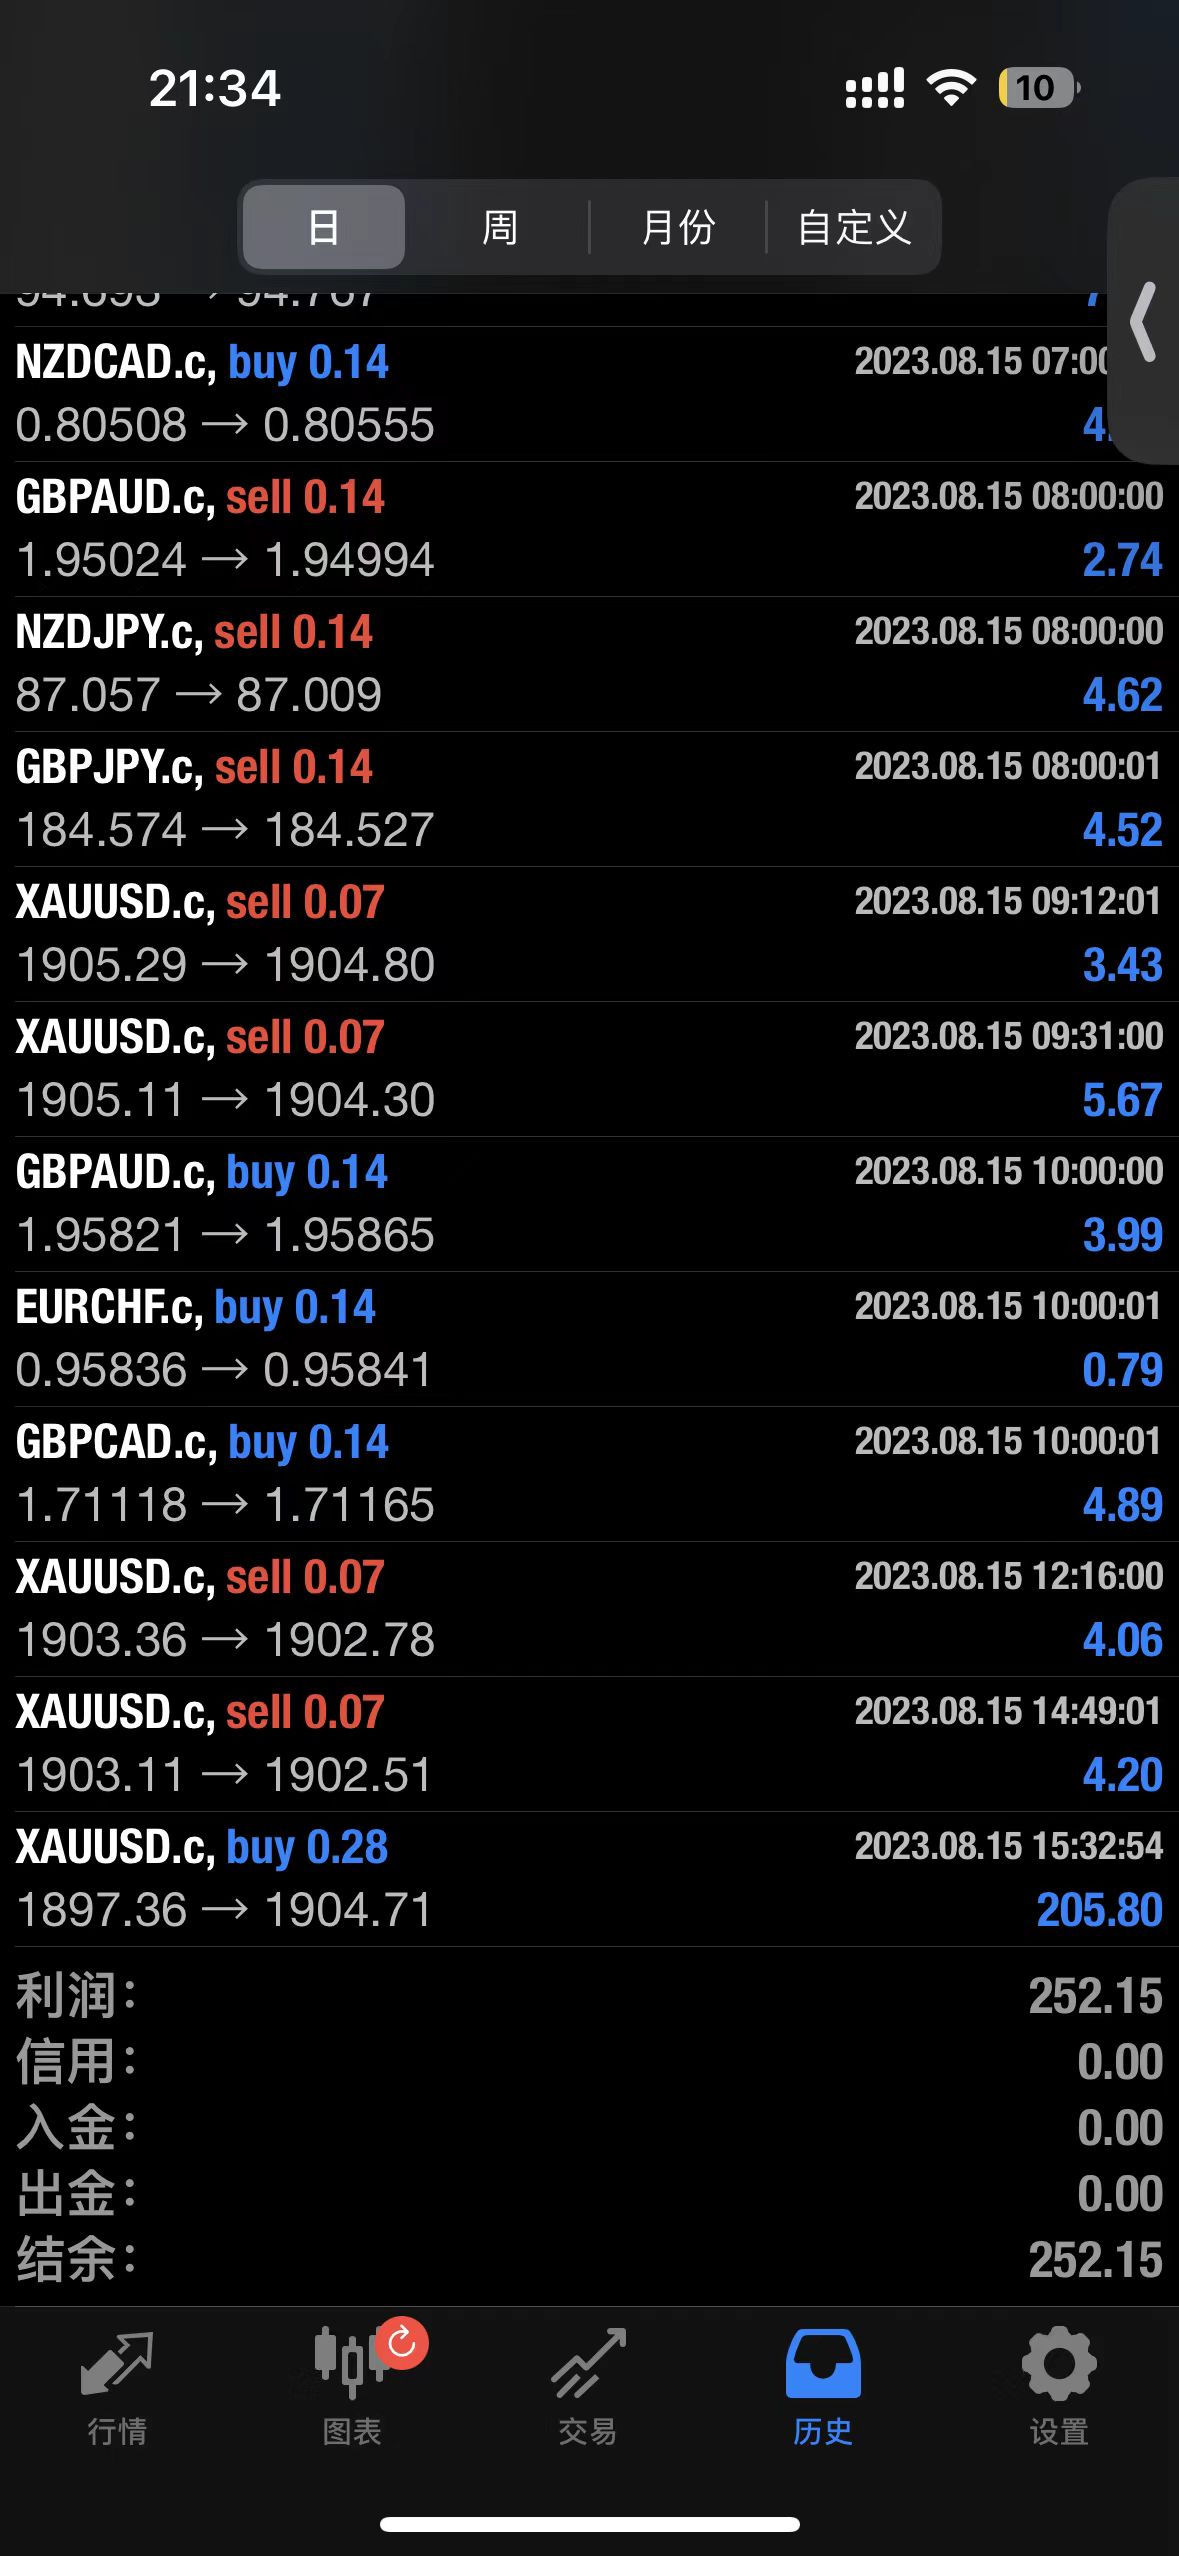 21:34
10
日 周 月份 自定义
94.693 → 94.767
NZDCAD.c, buy 0.14 2023.08.15 07:00
0.80508 → 0.80555 4.
GBPAUD.c, sell 0.14 2023.08.15 08:00:00
1.95024 → 1.94994 2.74
NZDJPY.c, sell 0.14 2023.08.15 08:00:00
87.057 → 87.009 4.62
GBPJPY.c, sell 0.14 2023.08.15 08:00:01
184.574 → 184.527 4.52
XAUUSD.c, sell 0.07 2023.08.15 09:12:01
1905.29 → 1904.80 3.43
XAUUSD.c, sell 0.07 2023.08.15 09:31:00
1905.11 → 1904.30 5.67
GBPAUD.c, buy 0.14 2023.08.15 10:00:00
1.95821 → 1.95865 3.99
EURCHF.c, buy 0.14 2023.08.15 10:00:01
0.95836 → 0.95841 0.79
GBPCAD.c, buy 0.14 2023.08.15 10:00:01
1.71118 → 1.71165 4.89
XAUUSD.c, sell 0.07 2023.08.15 12:16:00
1903.36 → 1902.78 4.06
XAUUSD.c, sell 0.07 2023.08.15 14:49:01
1903.11 → 1902.51 4.20
XAUUSD.c, buy 0.28 2023.08.15 15:32:54
1897.36 → 1904.71 205.80
利润： 252.15
信用： 0.00
入金： 0.00
出金： 0.00
结余： 252.15
行情 图表 交易 历史 设置